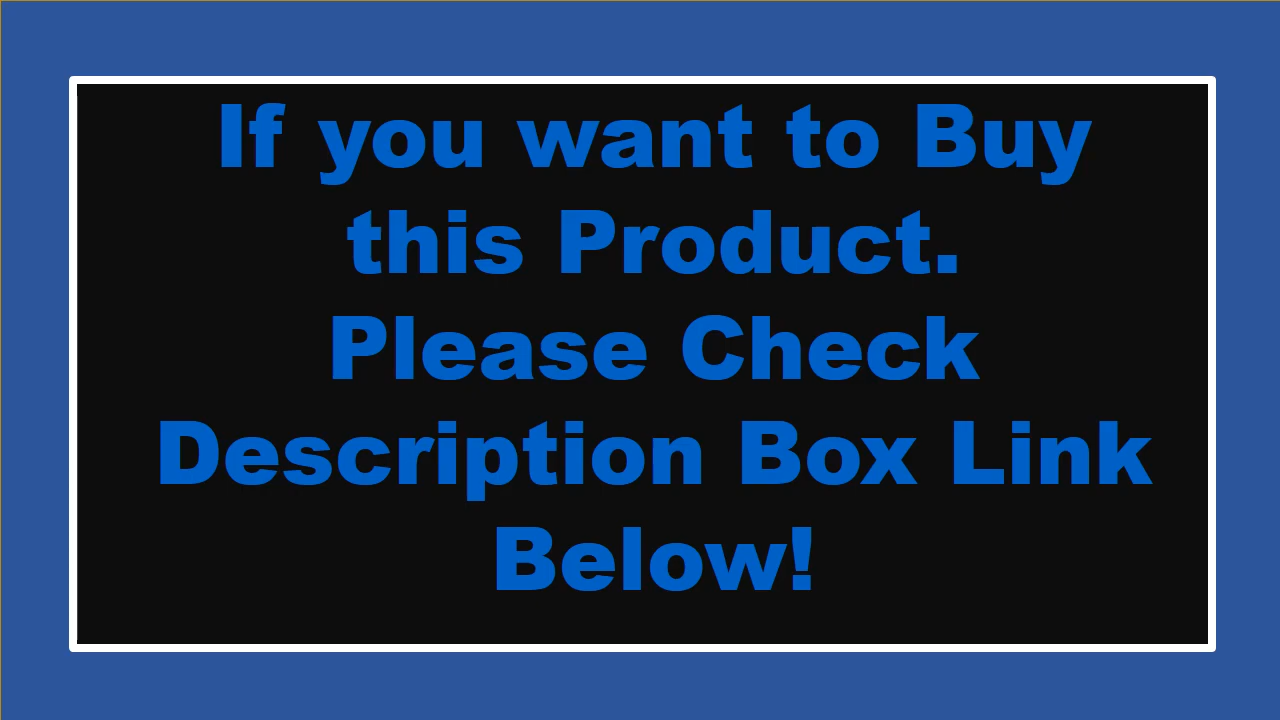 If you want to Buy
this Product.
Please Check
Description Box Link
Below!